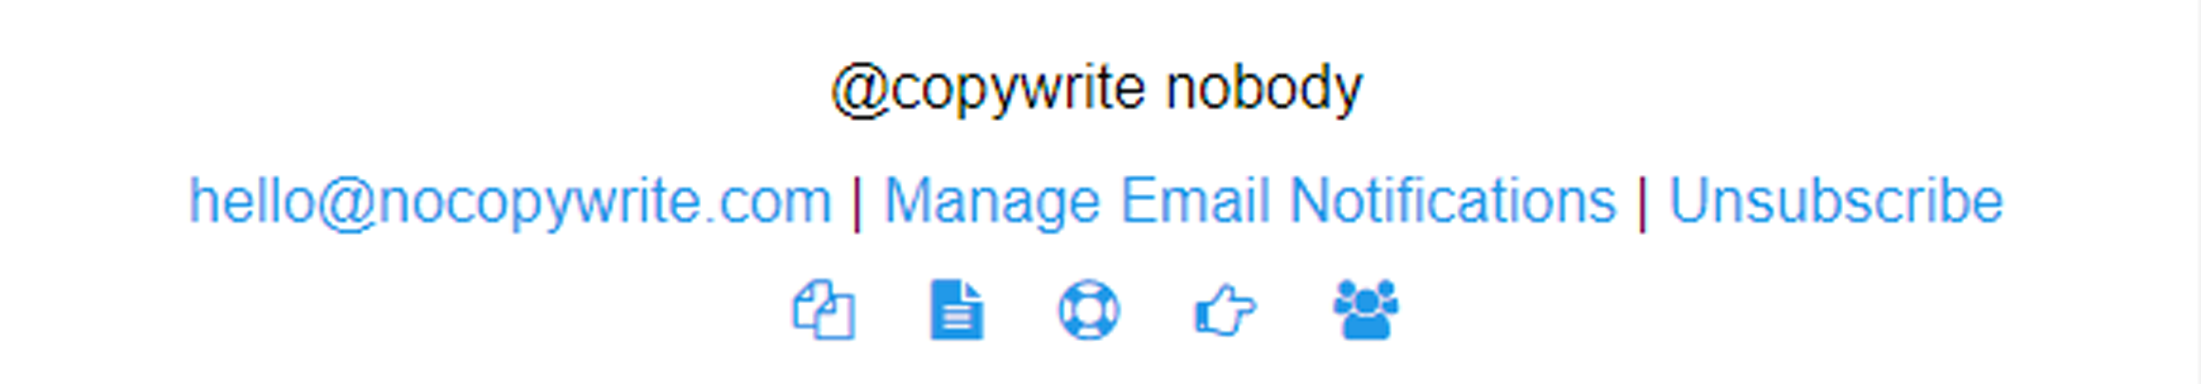 @copywrite nobody
hello@nocopywrite.com | Manage Email Notifications | Unsubscribe